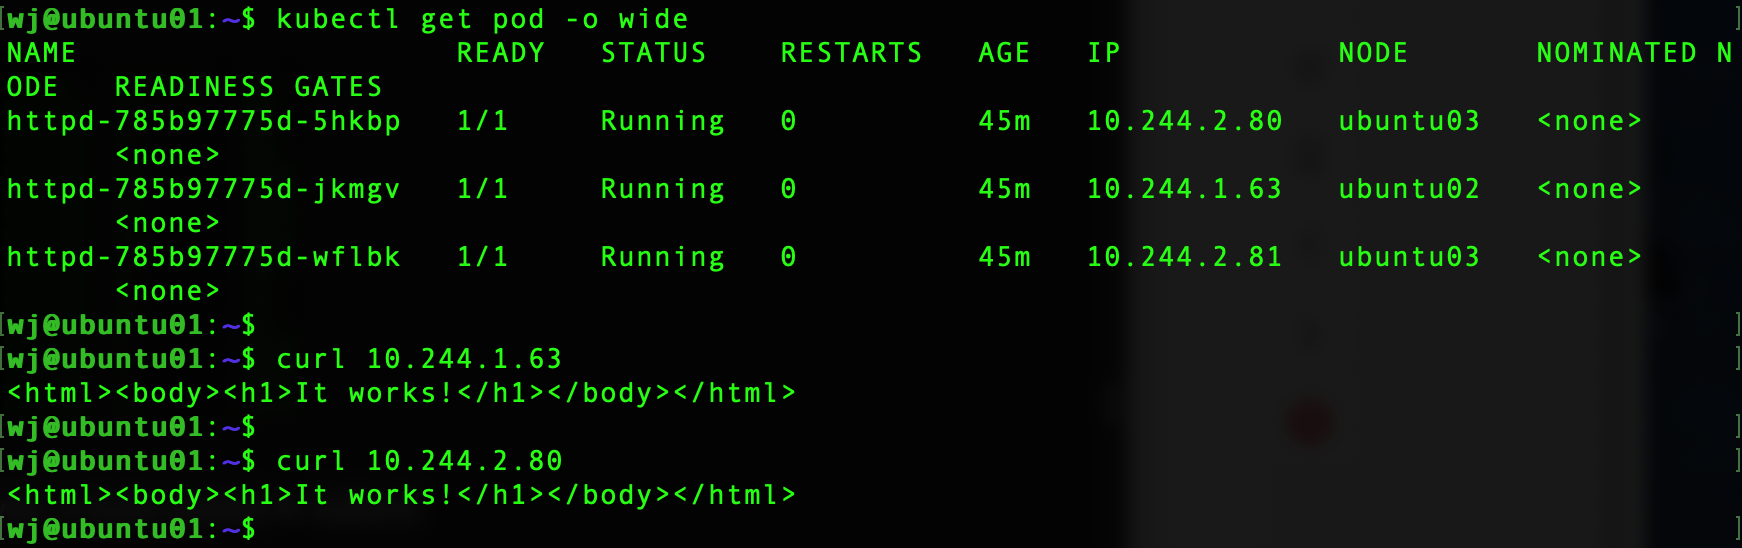 [wj@ubuntu01:~$ kubectl get pod -o wide ]
NAME                     READY   STATUS    RESTARTS   AGE   IP            NODE       NOMINATED N
ODE   READINESS GATES
httpd-785b97775d-5hkbp   1/1     Running   0          45m   10.244.2.80   ubuntu03   <none>
      <none>
httpd-785b97775d-jkmgv   1/1     Running   0          45m   10.244.1.63   ubuntu02   <none>
      <none>
httpd-785b97775d-wflbk   1/1     Running   0          45m   10.244.2.81   ubuntu03   <none>
      <none>
[wj@ubuntu01:~$ ]
[wj@ubuntu01:~$ curl 10.244.1.63 ]
<html><body><h1>It works!</h1></body></html>
[wj@ubuntu01:~$ ]
[wj@ubuntu01:~$ curl 10.244.2.80 ]
<html><body><h1>It works!</h1></body></html>
[wj@ubuntu01:~$ ]